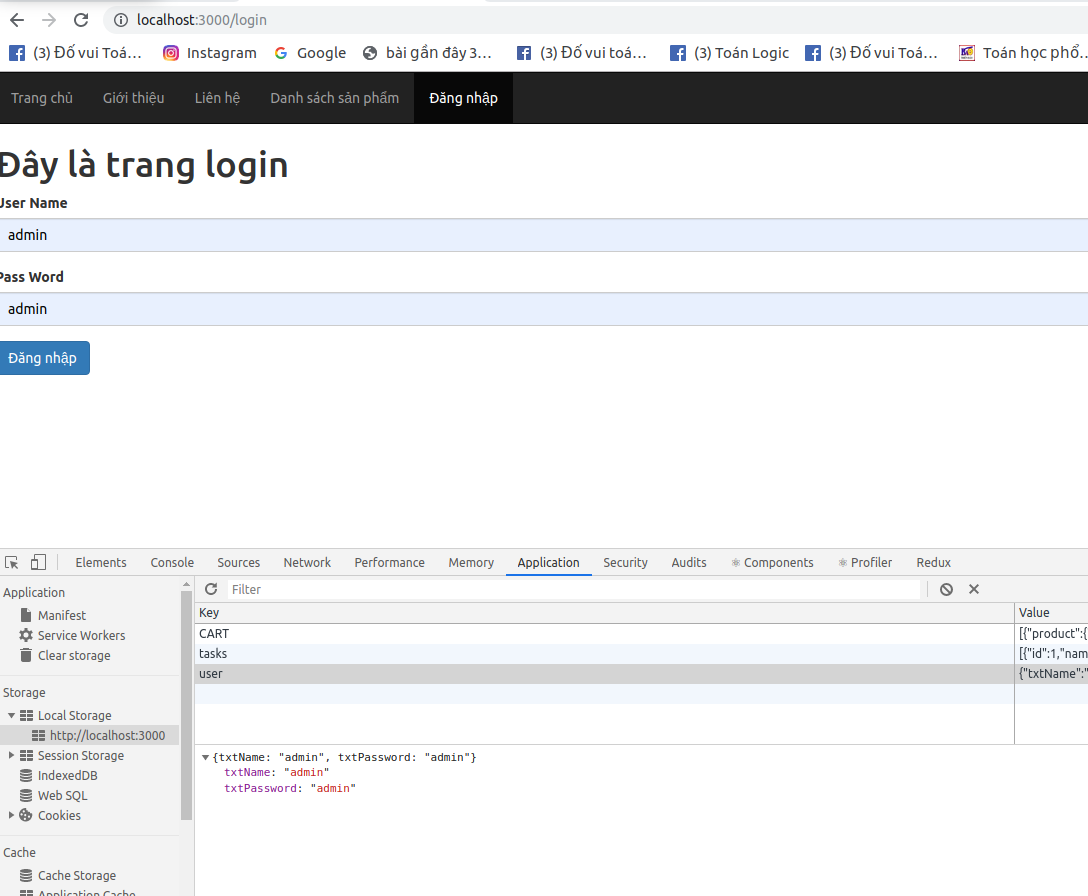 localhost:3000/login
(3) Đố vui Toá... Instagram Google bài gần đây 3... (3) Đố vui toá... (3) Toán Logic (3) Đố vui Toá... Toán học phổ...
Trang chủ Giới thiệu Liên hệ Danh sách sản phẩm Đăng nhập
Đây là trang login
User Name
admin
Pass Word
admin
Đăng nhập
Elements Console Sources Network Performance Memory Application Security Audits Components Profiler Redux
Application
Manifest
Service Workers
Clear storage
Storage
Local Storage
http://localhost:3000
Session Storage
IndexedDB
Web SQL
Cookies
Cache
Cache Storage
Application Cache
Filter
Key Value
CART [{"product":{
tasks [{"id":1,"nam
user {"txtName":"
{txtName: "admin", txtPassword: "admin"}
txtName: "admin"
txtPassword: "admin"